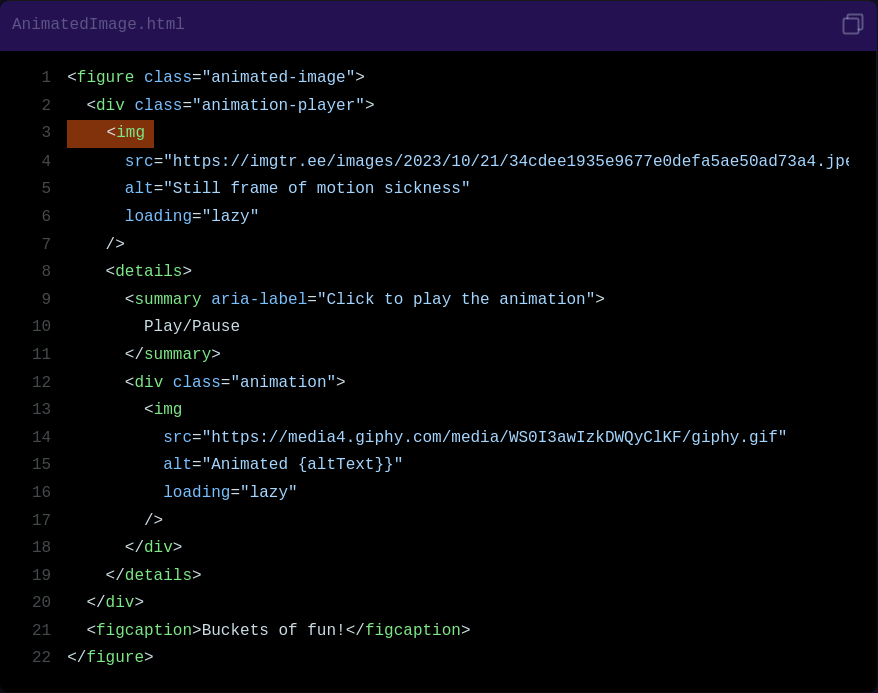 AnimatedImage.html
1 <figure class="animated-image">
2   <div class="animation-player">
3     <img
4       src="https://imgtr.ee/images/2023/10/21/34cdee1935e9677e0defa5ae50ad73a4.jpe
5       alt="Still frame of motion sickness"
6       loading="lazy"
7     />
8     <details>
9       <summary aria-label="Click to play the animation">
10         Play/Pause
11       </summary>
12       <div class="animation">
13         <img
14           src="https://media4.giphy.com/media/WS0I3awIzkDWQyClKF/giphy.gif"
15           alt="Animated {altText}}"
16           loading="lazy"
17         />
18       </div>
19     </details>
20   </div>
21   <figcaption>Buckets of fun!</figcaption>
22 </figure>